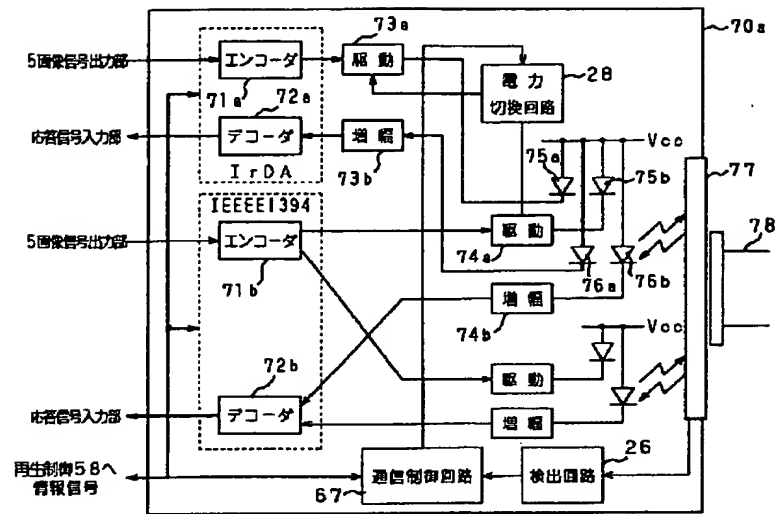 73a
70a
5画像信号出力部
エンコーダ
駆動
電力
切換回路
28
71a
72a
応答信号入力部
デコーダ
増幅
Vcc
IrDA
73b
75a
75b
77
IEEEE1394
5画像信号出力部
エンコーダ
駆動
74a
78
71b
76a
76b
増幅
74b
Vcc
72b
駆動
応答信号入力部
デコーダ
増幅
再生制御58へ
情報信号
通信制御回路
67
検出回路
26